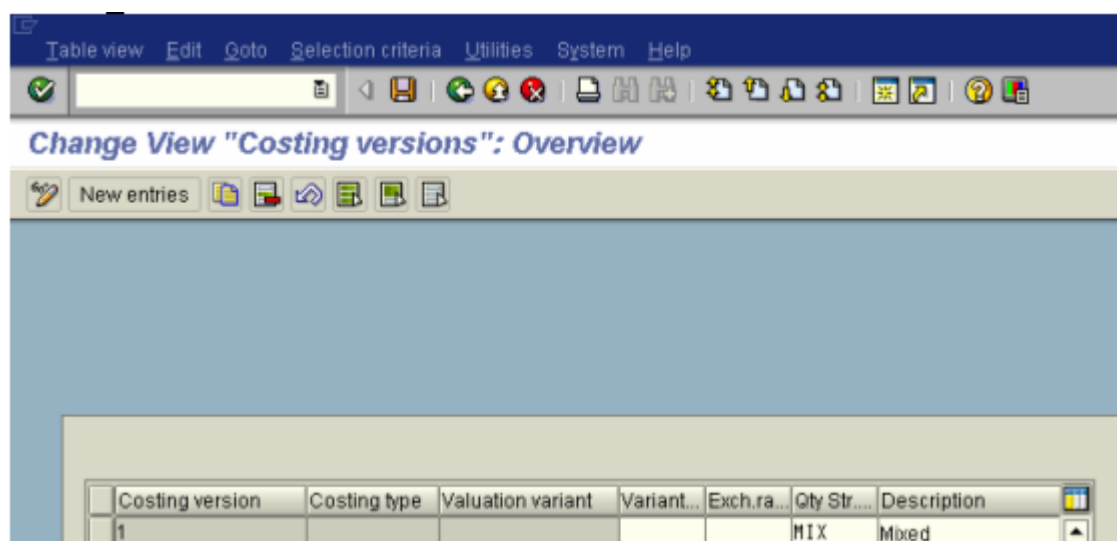 Table view Edit Goto Selection criteria Utilities System Help
Change View "Costing versions": Overview
New entries
Costing version Costing type Valuation variant Variant... Exch.ra... Qty Str.... Description
1 MIX Mixed